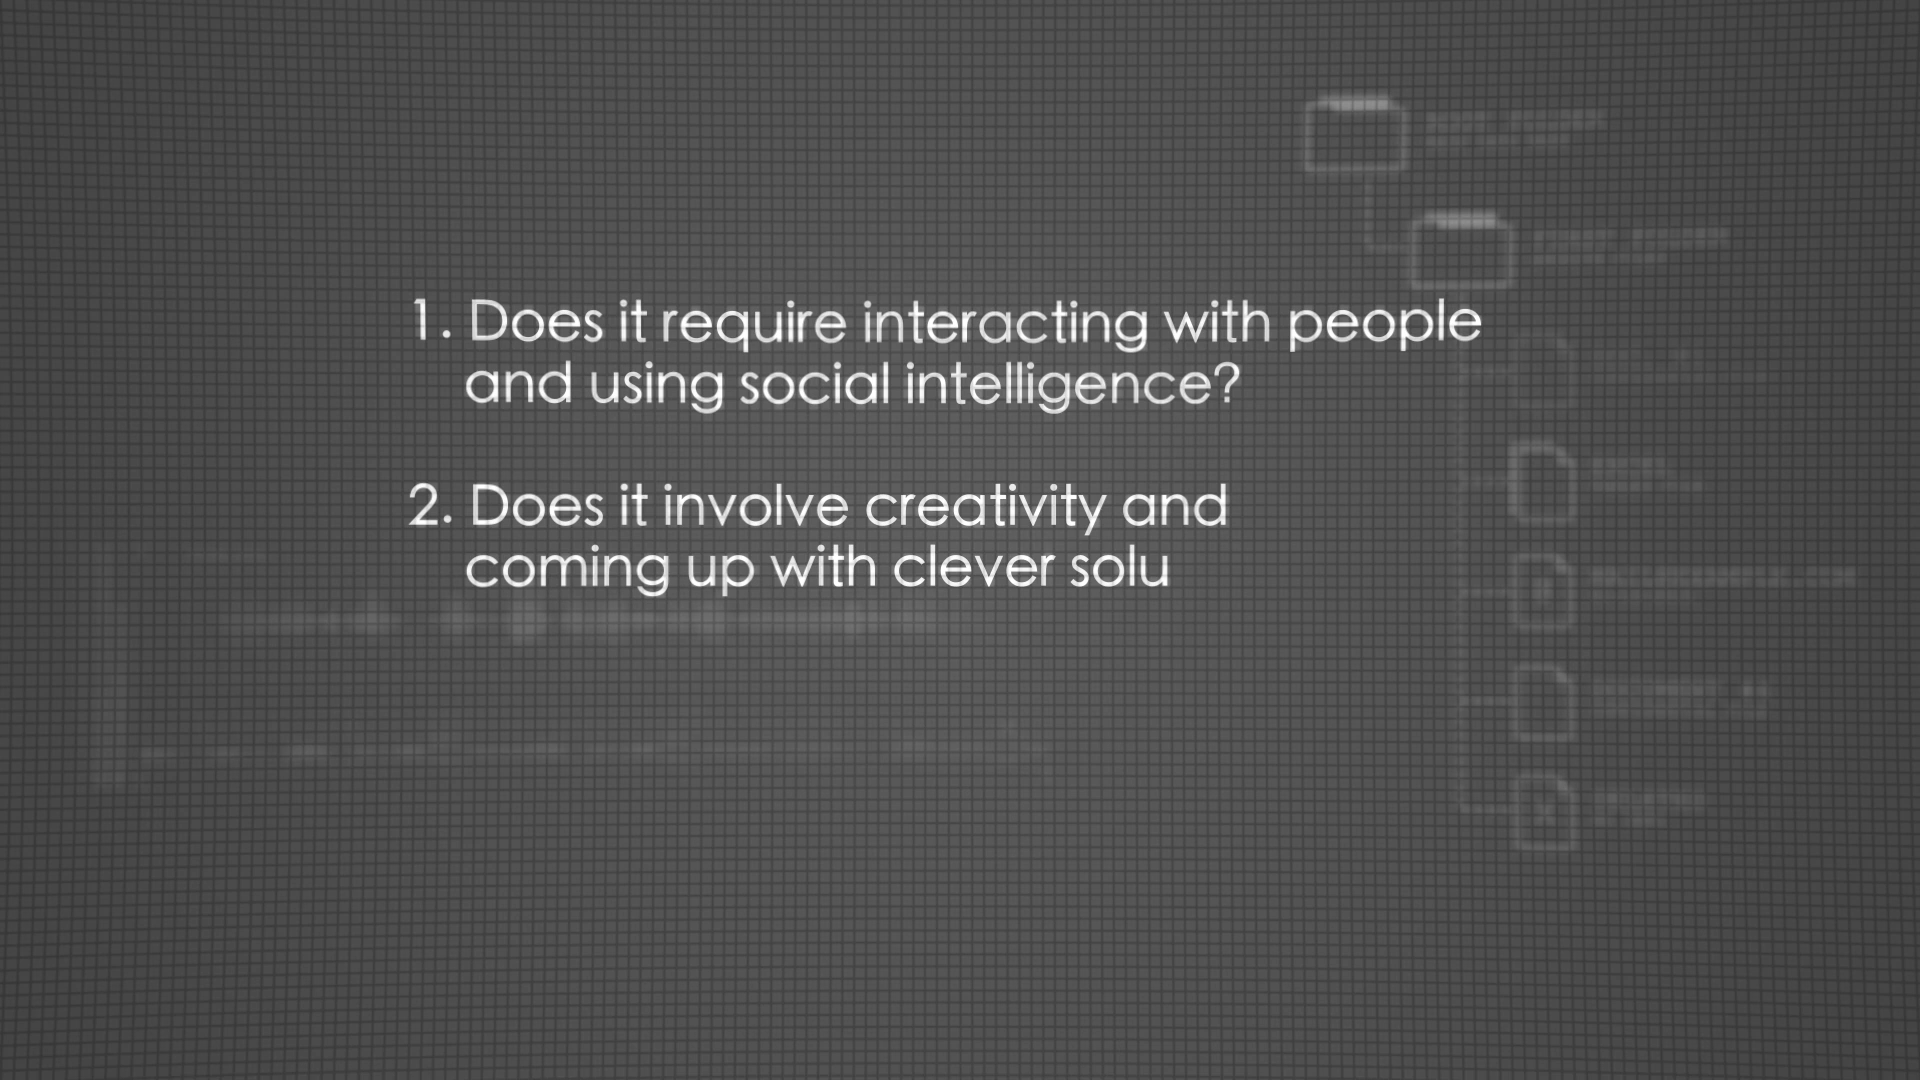 1. Does it require interacting with people
and using social intelligence?
2. Does it involve creativity and
coming up with clever solu